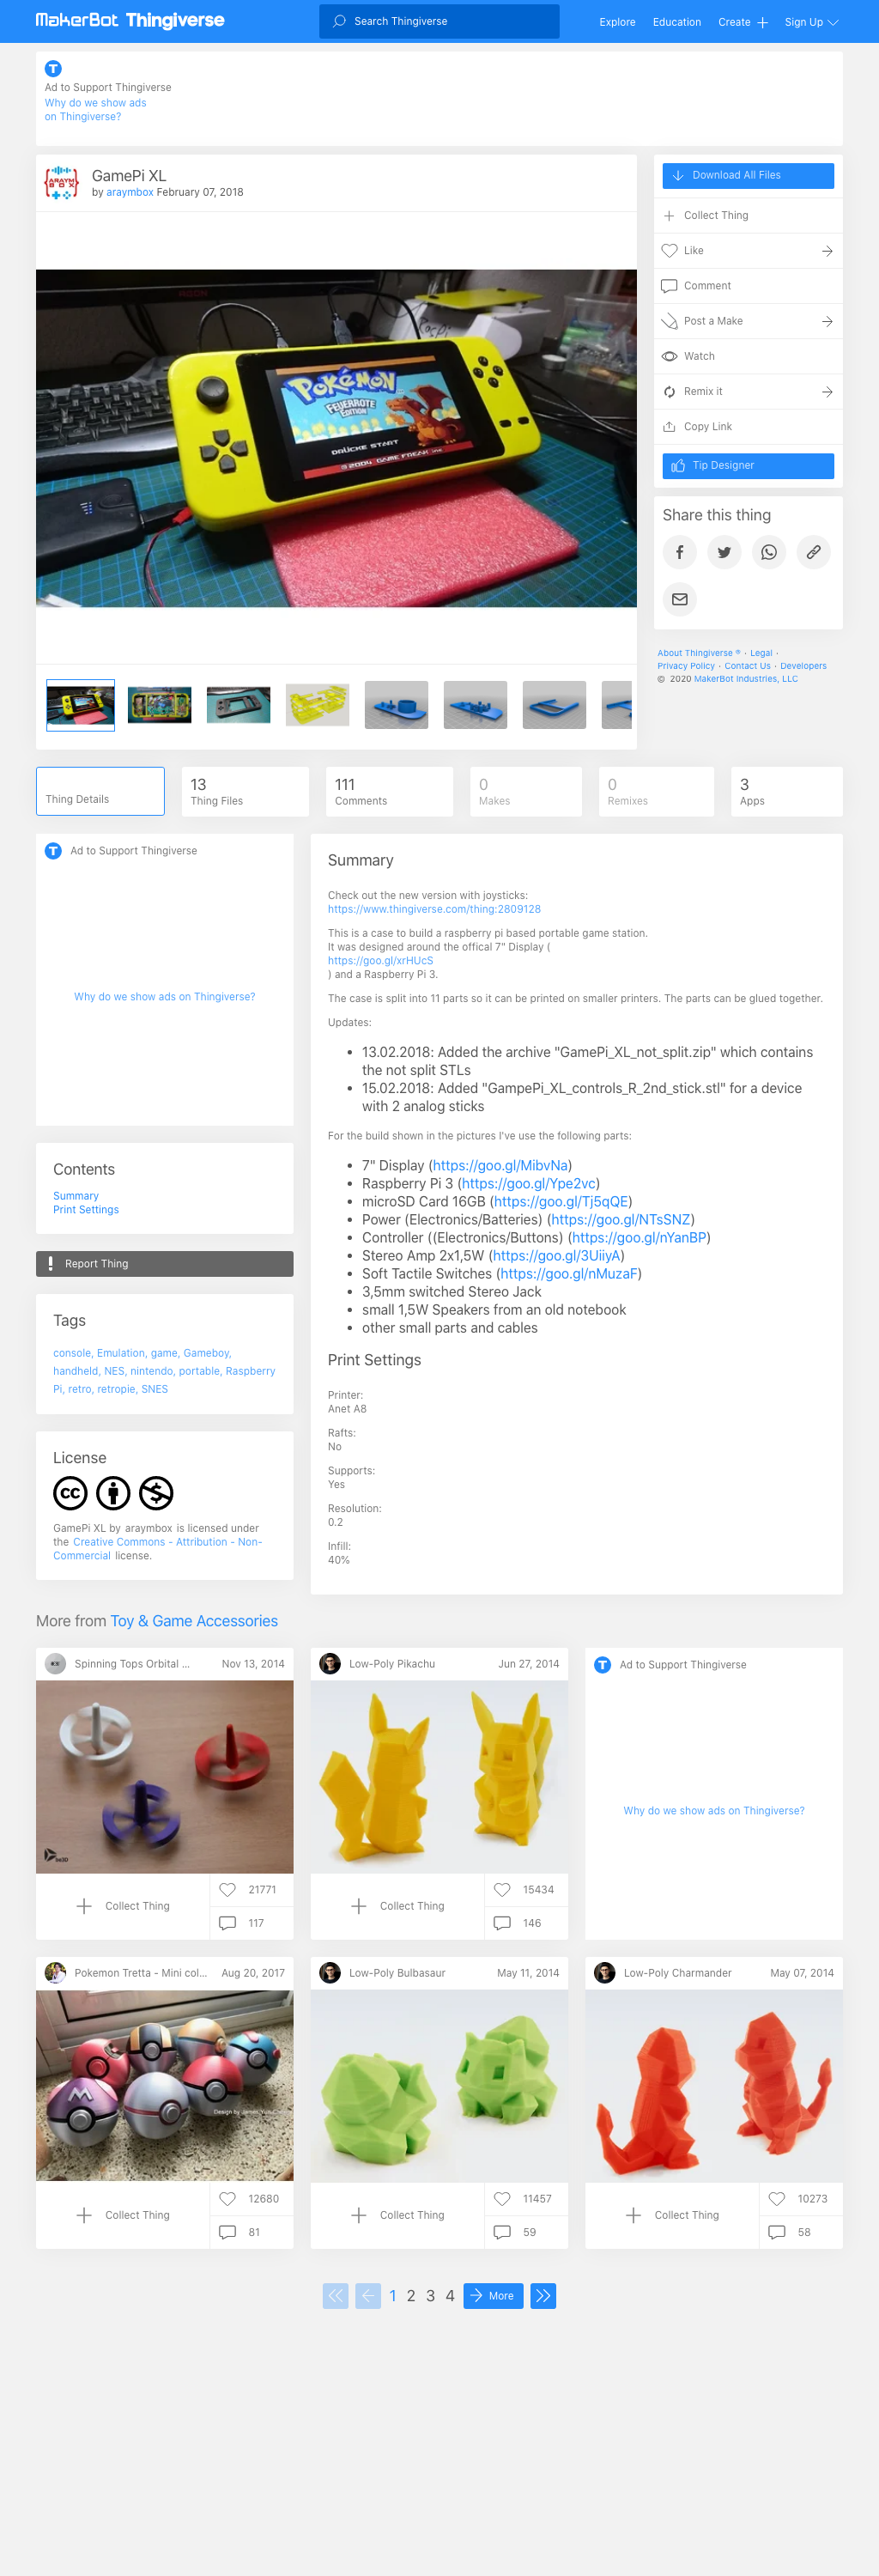 MakerBot Thingiverse
Search Thingiverse
Explore
Education
Create
Sign Up
Ad to Support Thingiverse
Why do we show ads
on Thingiverse?
ARAYM
BOX
GamePi XL
by araymbox February 07, 2018
POKéMON
FEUERROTE
EDITION
DRÜCKE START
© 2004 GAME FREAK inc.
Download All Files
Collect Thing
Like
Comment
Post a Make
Watch
Remix it
Copy Link
Tip Designer
Share this thing
About Thingiverse ® · Legal ·
Privacy Policy · Contact Us · Developers
© 2020 MakerBot Industries, LLC
Thing Details
13
Thing Files
111
Comments
0
Makes
0
Remixes
3
Apps
Ad to Support Thingiverse
Why do we show ads on Thingiverse?
Contents
Summary
Print Settings
Report Thing
Tags
console, Emulation, game, Gameboy,
handheld, NES, nintendo, portable, Raspberry
Pi, retro, retropie, SNES
License
GamePi XL by araymbox is licensed under
the Creative Commons - Attribution - Non-
Commercial license.
Summary
Check out the new version with joysticks:
https://www.thingiverse.com/thing:2809128
This is a case to build a raspberry pi based portable game station.
It was designed around the offical 7" Display (
https://goo.gl/xrHUcS
) and a Raspberry Pi 3.
The case is split into 11 parts so it can be printed on smaller printers. The parts can be glued together.
Updates:
• 13.02.2018: Added the archive "GamePi_XL_not_split.zip" which contains
the not split STLs
• 15.02.2018: Added "GampePi_XL_controls_R_2nd_stick.stl" for a device
with 2 analog sticks
For the build shown in the pictures I've use the following parts:
• 7" Display (https://goo.gl/MibvNa)
• Raspberry Pi 3 (https://goo.gl/Ype2vc)
• microSD Card 16GB (https://goo.gl/Tj5qQE)
• Power (Electronics/Batteries) (https://goo.gl/NTsSNZ)
• Controller ((Electronics/Buttons) (https://goo.gl/nYanBP)
• Stereo Amp 2x1,5W (https://goo.gl/3UiiyA)
• Soft Tactile Switches (https://goo.gl/nMuzaF)
• 3,5mm switched Stereo Jack
• small 1,5W Speakers from an old notebook
• other small parts and cables
Print Settings
Printer:
Anet A8
Rafts:
No
Supports:
Yes
Resolution:
0.2
Infill:
40%
More from Toy & Game Accessories
Spinning Tops Orbital ...
Nov 13, 2014
Collect Thing
21771
117
Low-Poly Pikachu
Jun 27, 2014
Collect Thing
15434
146
Ad to Support Thingiverse
Why do we show ads on Thingiverse?
Pokemon Tretta - Mini col...
Aug 20, 2017
Collect Thing
12680
81
Low-Poly Bulbasaur
May 11, 2014
Collect Thing
11457
59
Low-Poly Charmander
May 07, 2014
Collect Thing
10273
58
1 2 3 4
More